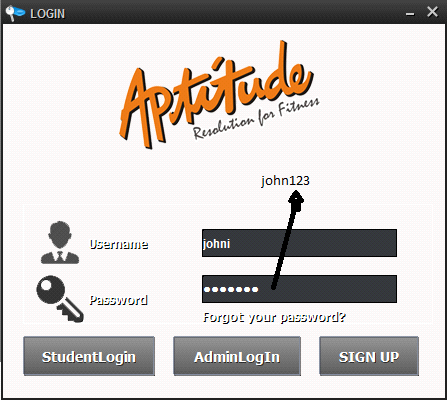 LOGIN
Aptitude
Resolution for Fitness
john123
Username
johni
Password
Forgot your password?
StudentLogin
AdminLogIn
SIGN UP